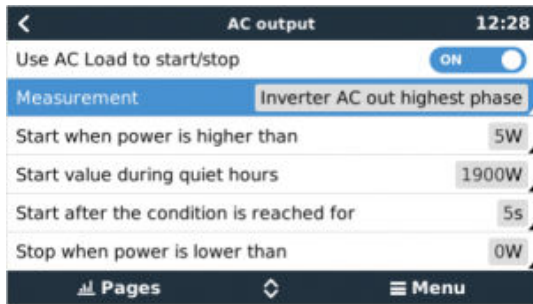 AC output 12:28
Use AC Load to start/stop ON
Measurement Inverter AC out highest phase
Start when power is higher than 5W
Start value during quiet hours 1900W
Start after the condition is reached for 5s
Stop when power is lower than 0W
Pages Menu